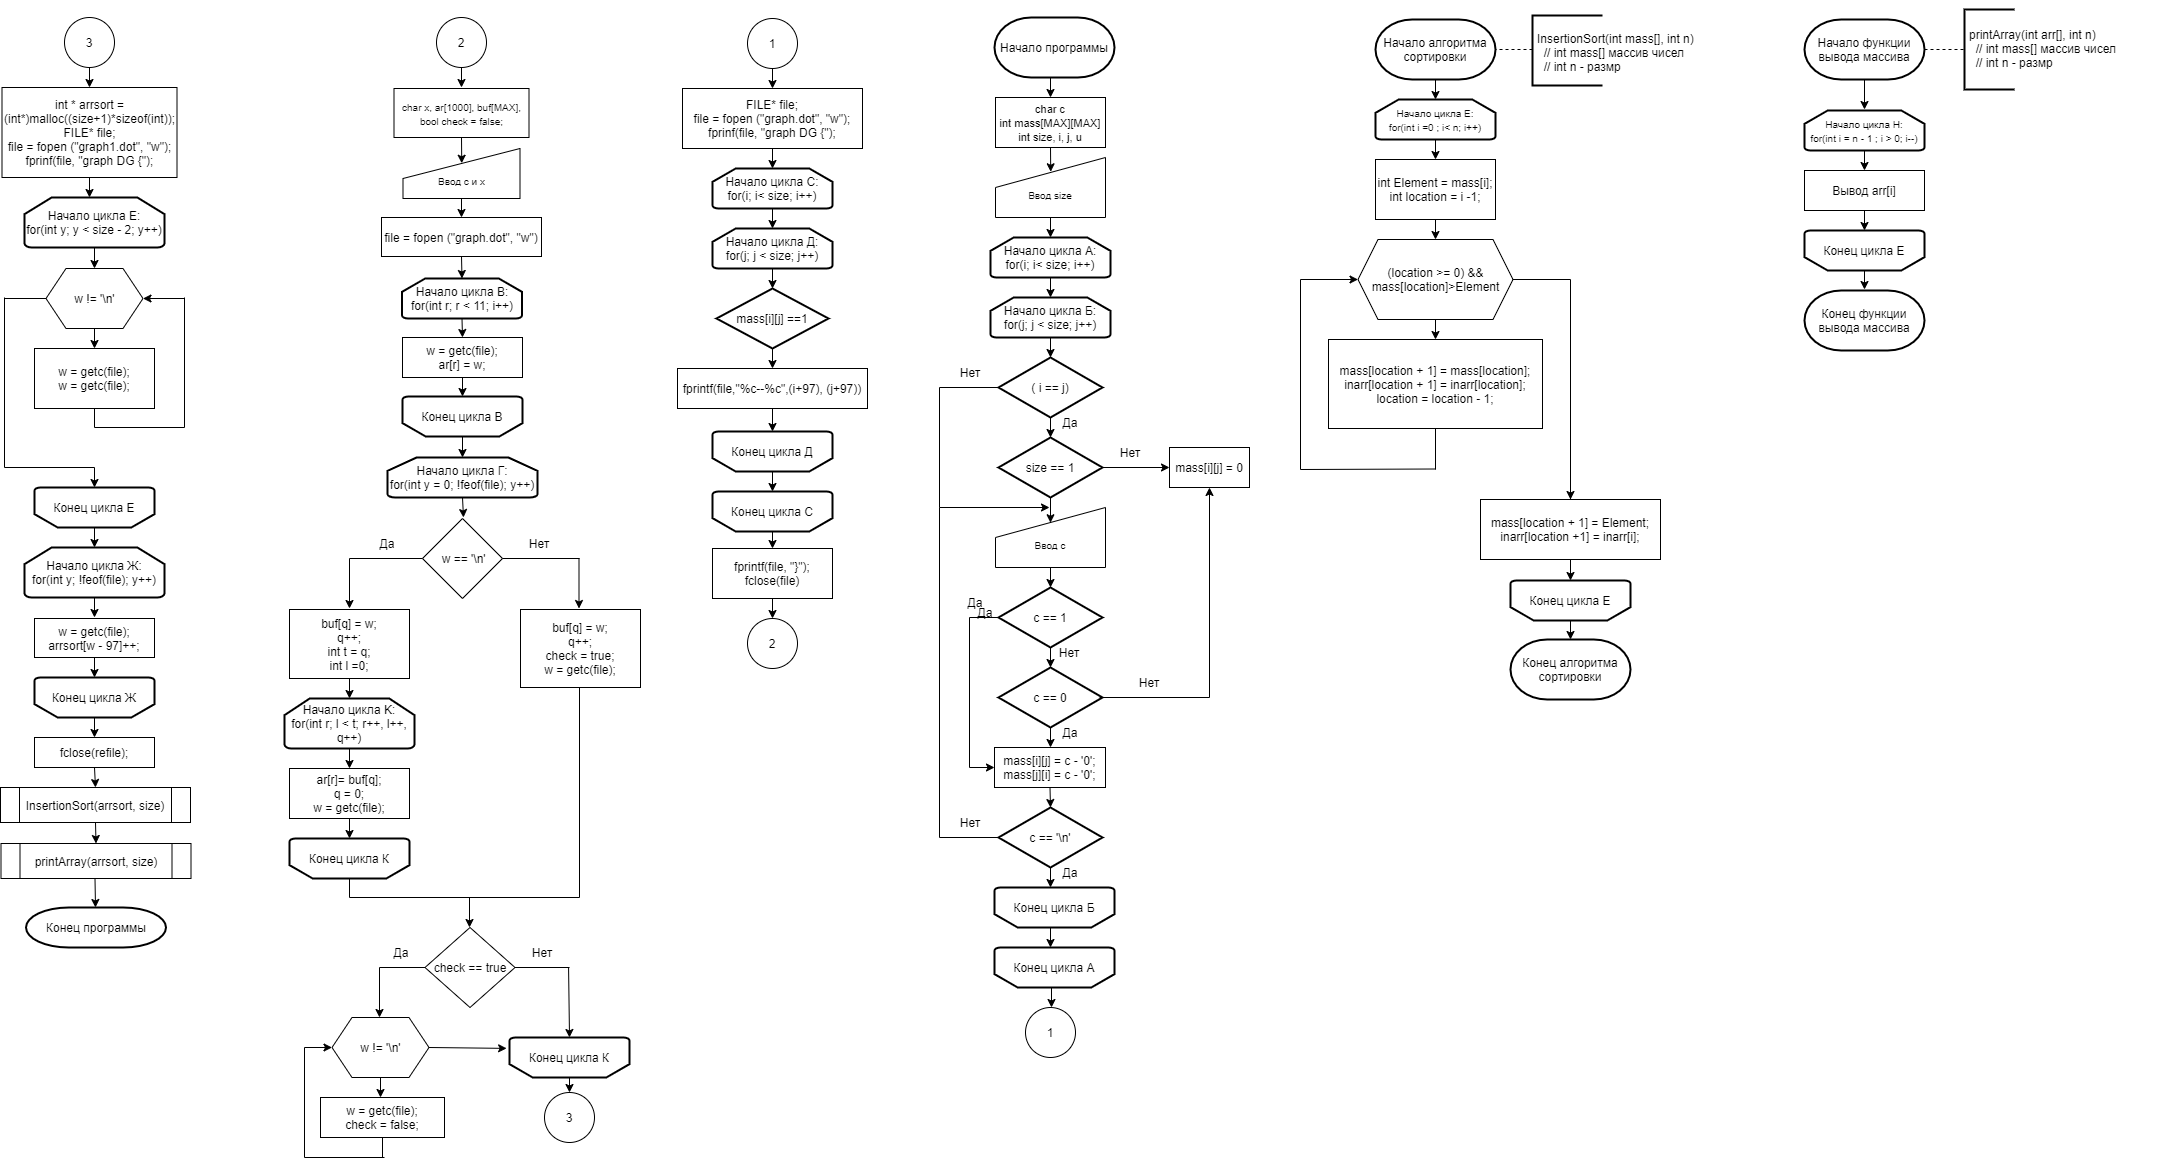 3
int * arrsort =
(int*)malloc((size+1)*sizeof(int));
FILE* file;
file = fopen ("graph1.dot", "w");
fprinf(file, "graph DG {");
Начало цикла Е:
for(int y; y < size - 2; y++)
w != '\n'
w = getc(file);
w = getc(file);
Конец цикла Е
Начало цикла Ж:
for(int y; !feof(file); y++)
w = getc(file);
arrsort[w - 97]++;
Конец цикла Ж
fclose(refile);
InsertionSort(arrsort, size)
printArray(arrsort, size)
Конец программы
2
char x, ar[1000], buf[MAX],
bool check = false;
Ввод с и х
file = fopen ("graph.dot", "w")
Начало цикла В:
for(int r; r < 11; i++)
w = getc(file);
ar[r] = w;
Конец цикла В
Начало цикла Г:
for(int y = 0; !feof(file); y++)
w == '\n'
Да
Нет
buf[q] = w;
q++;
int t = q;
int l =0;
buf[q] = w;
q++;
check = true;
w = getc(file);
Начало цикла К:
for(int r; l < t; r++, l++,
q++)
ar[r]= buf[q];
q = 0;
w = getc(file);
Конец цикла К
check == true
Да
Нет
w != '\n'
Конец цикла К
w = getc(file);
check = false;
3
1
FILE* file;
file = fopen ("graph.dot", "w");
fprinf(file, "graph DG {");
Начало цикла С:
for(i; i< size; i++)
Начало цикла Д:
for(j; j < size; j++)
mass[i][j] ==1
fprintf(file,"%c--%c",(i+97), (j+97))
Конец цикла Д
Конец цикла С
fprintf(file, "}");
fclose(file)
2
Начало программы
char c
int mass[MAX][MAX]
int size, i, j, u
Ввод size
Начало цикла А:
for(i; i< size; i++)
Начало цикла Б:
for(j; j < size; j++)
( i == j)
Нет
Да
size == 1
Нет
mass[i][j] = 0
Ввод с
Да
Да
c == 1
Нет
c == 0
Нет
Да
mass[i][j] = c - '0';
mass[j][i] = c - '0';
Нет
c == '\n'
Да
Конец цикла Б
Конец цикла А
1
Начало алгоритма
сортировки
InsertionSort(int mass[], int n)
// int mass[] массив чисел
// int n - размр
Начало цикла Е:
for(int i =0 ; i< n; i++)
int Element = mass[i];
int location = i -1;
(location >= 0) &&
mass[location]>Element
mass[location + 1] = mass[location];
inarr[location + 1] = inarr[location];
location = location - 1;
mass[location + 1] = Element;
inarr[location +1] = inarr[i];
Конец цикла Е
Конец алгоритма
сортировки
Начало функции
вывода массива
printArray(int arr[], int n)
// int mass[] массив чисел
// int n - размр
Начало цикла Н:
for(int i = n - 1 ; i > 0; i--)
Вывод arr[i]
Конец цикла Е
Конец функции
вывода массива